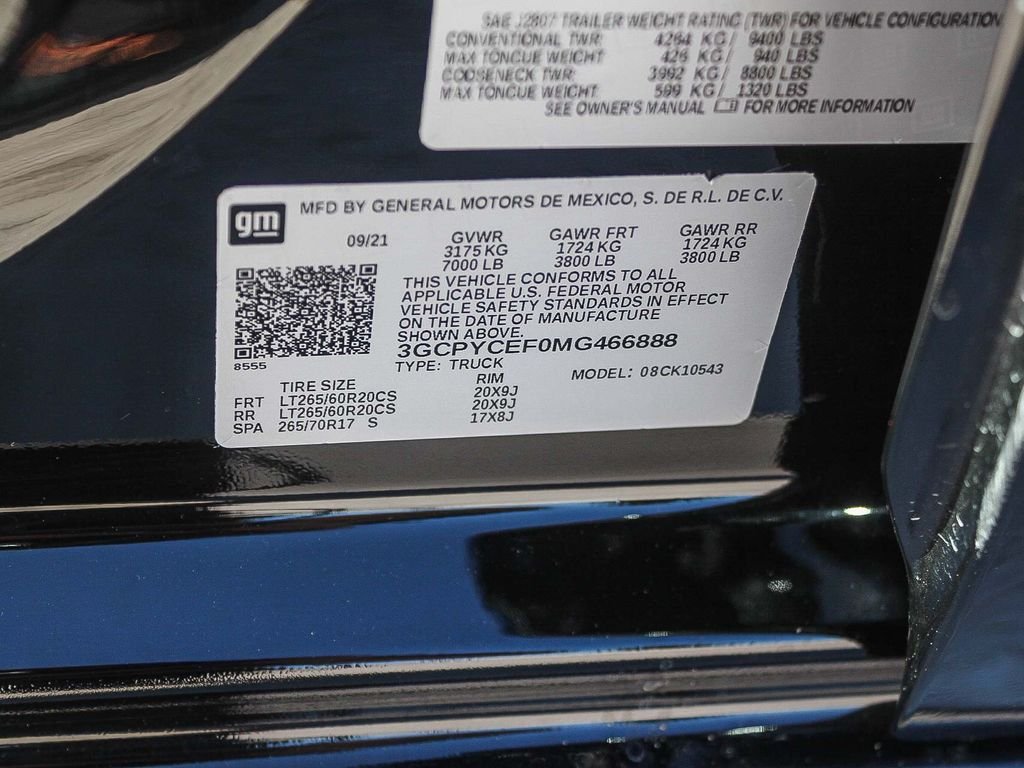 SAE J2807 TRAILER WEIGHT RATING (TWR) FOR VEHICLE CONFIGURATION
CONVENTIONAL TWR: 4264 KG/ 9400 LBS
MAX TONGUE WEIGHT 426 KG/ 940 LBS
GOOSENECK TWR: 3992 KG/ 8800 LBS
MAX TONGUE WEIGHT: 599 KG/ 1320 LBS
SEE OWNER'S MANUAL FOR MORE INFORMATION
gm MFD BY GENERAL MOTORS DE MEXICO, S. DE R.L. DE C.V.
09/21 GVWR GAWR FRT GAWR RR
3175 KG 1724 KG 1724 KG
7000 LB 3800 LB 3800 LB
THIS VEHICLE CONFORMS TO ALL
APPLICABLE U.S. FEDERAL MOTOR
VEHICLE SAFETY STANDARDS IN EFFECT
ON THE DATE OF MANUFACTURE
SHOWN ABOVE.
3GCPYCEF0MG466888
8555
TYPE: TRUCK MODEL: 08CK10543
TIRE SIZE RIM
FRT LT265/60R20CS 20X9J
RR LT265/60R20CS 20X9J
SPA 265/70R17 S 17X8J